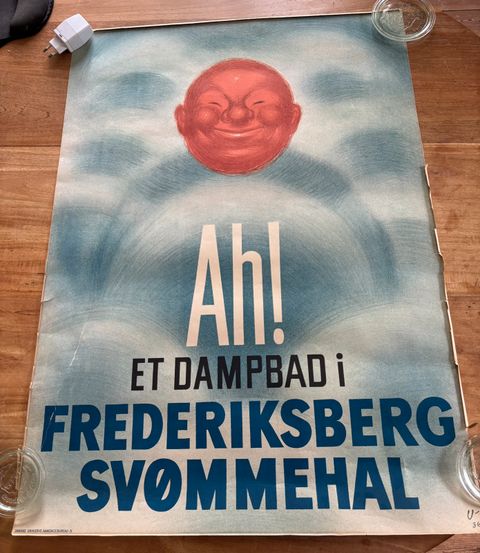 Ah!
ET DAMPBAD i
FREDERIKSBERG
SVØMMEHAL